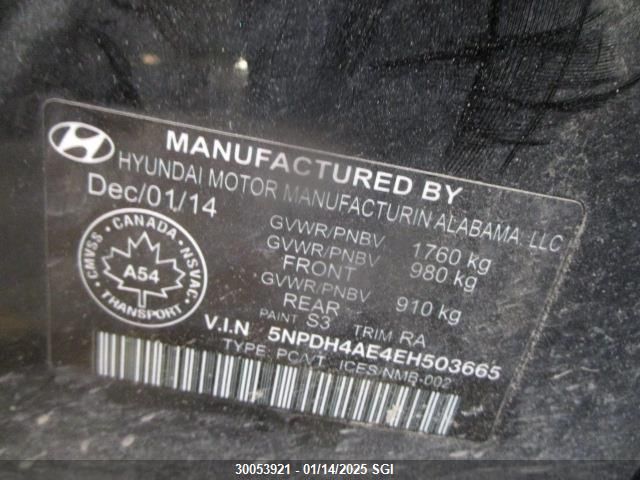 MANUFACTURED BY
HYUNDAI MOTOR MANUFACTURIN ALABAMA, LLC
Dec/01/14
GVWR/PNBV 1760 kg
GVWR/PNBV 980 kg
FRONT
GVWR/PNBV 910 kg
REAR
PAINT S3 TRIM RA
CANADA
CMVSS · NSVAC
A54
TRANSPORT
V.I.N 5NPDH4AE4EH503665
TYPE: PC/VT ICES/NMB-002
30053921 - 01/14/2025 SGI